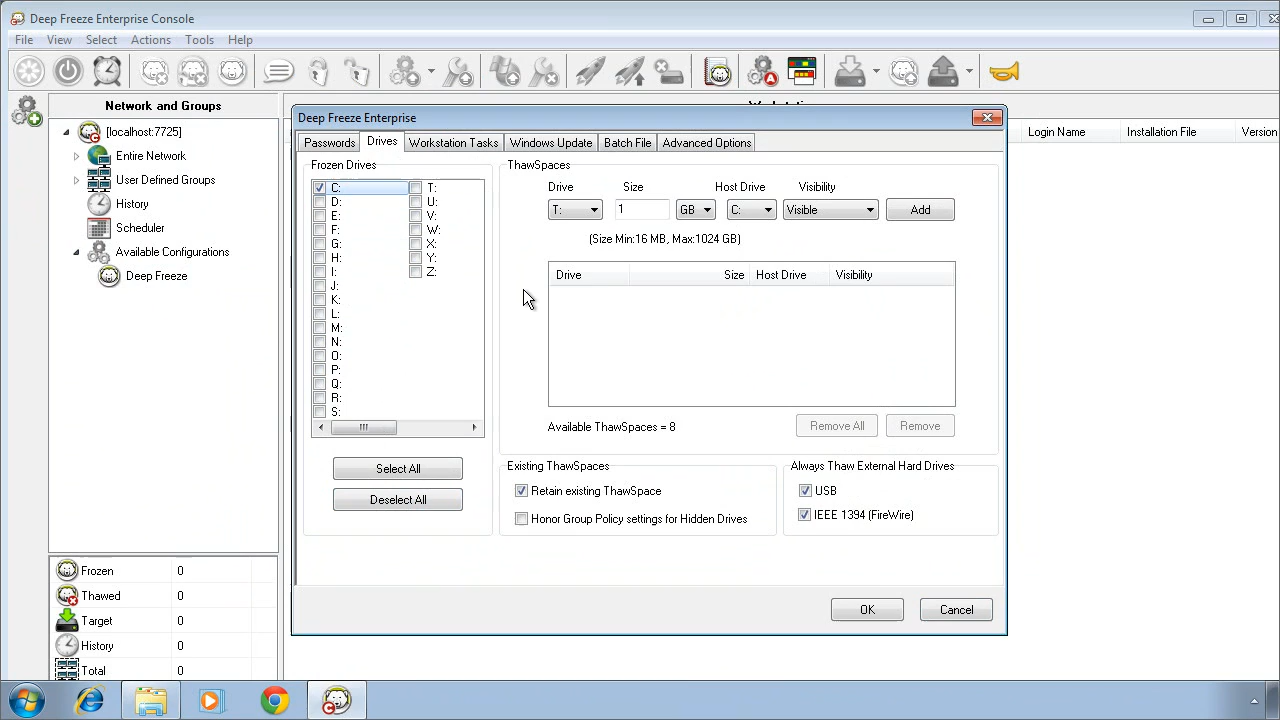 Deep Freeze Enterprise Console
File View Select Actions Tools Help
Network and Groups
Login Name Installation File Version
[localhost:7725]
Entire Network
User Defined Groups
History
Scheduler
Available Configurations
Deep Freeze
Frozen 0
Thawed 0
Target 0
History 0
Total 0
Deep Freeze Enterprise
Passwords Drives Workstation Tasks Windows Update Batch File Advanced Options
Frozen Drives
C: T:
D: U:
E: V:
F: W:
G: X:
H: Y:
I: Z:
J:
K:
L:
M:
N:
O:
P:
Q:
R:
S:
Select All
Deselect All
ThawSpaces
Drive Size Host Drive Visibility
T: 1 GB C: Visible Add
(Size Min:16 MB, Max:1024 GB)
Drive Size Host Drive Visibility
Available ThawSpaces = 8 Remove All Remove
Existing ThawSpaces
Retain existing ThawSpace
Honor Group Policy settings for Hidden Drives
Always Thaw External Hard Drives
USB
IEEE 1394 (FireWire)
OK Cancel